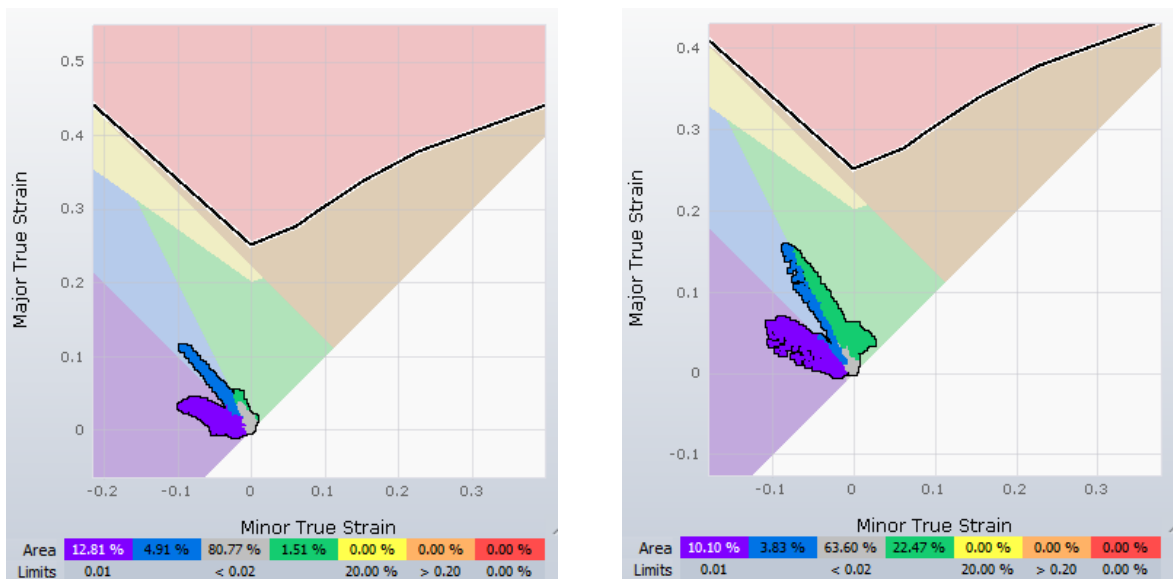 0.5
0.4
0.3
0.2
0.1
0
Major True Strain
-0.2 -0.1 0 0.1 0.2 0.3
Minor True Strain
Area 12.81 % 4.91 % 80.77 % 1.51 % 0.00 % 0.00 % 0.00 %
Limits 0.01 < 0.02 20.00 % > 0.20 0.00 %
0.4
0.3
0.2
0.1
0
-0.1
Major True Strain
-0.1 0 0.1 0.2 0.3
Minor True Strain
Area 10.10 % 3.83 % 63.60 % 22.47 % 0.00 % 0.00 % 0.00 %
Limits 0.01 < 0.02 20.00 % > 0.20 0.00 %